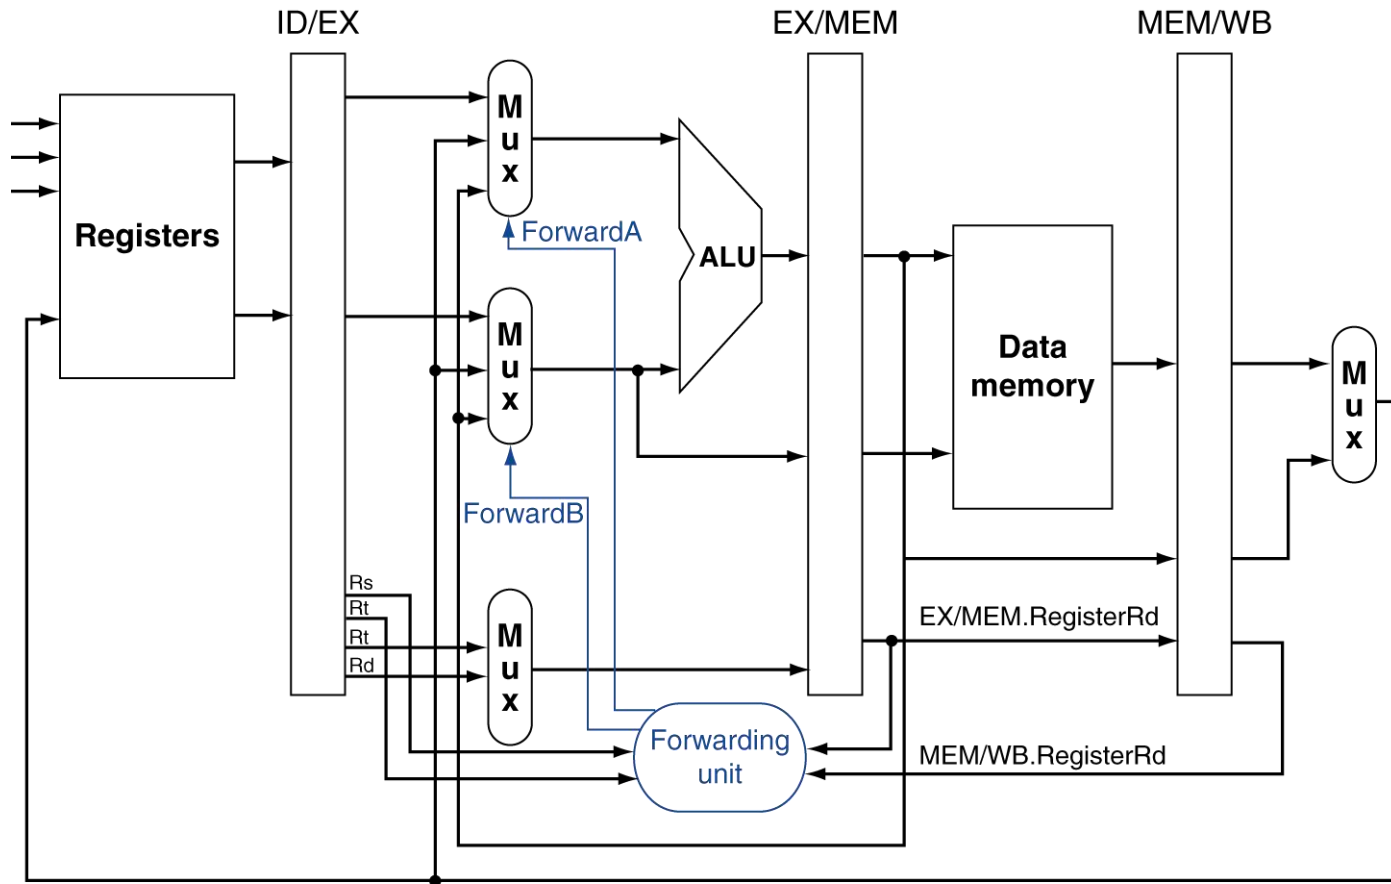 ID/EX
EX/MEM
MEM/WB
M
u
x
Registers
ForwardA
ALU
M
u
x
Data
memory
M
u
x
ForwardB
Rs
Rt
Rt
Rd
M
u
x
EX/MEM.RegisterRd
Forwarding
unit
MEM/WB.RegisterRd